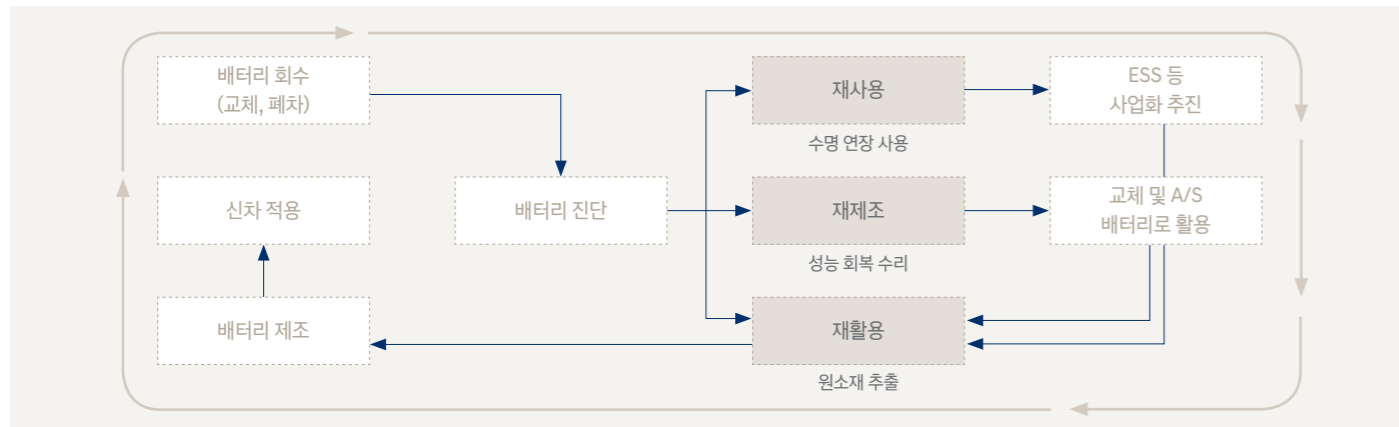 배터리 회수
(교체, 폐차)
재사용
ESS 등
사업화 추진
수명 연장 사용
신차 적용
배터리 진단
재제조
교체 및 A/S
배터리로 활용
성능 회복 수리
배터리 제조
재활용
원소재 추출